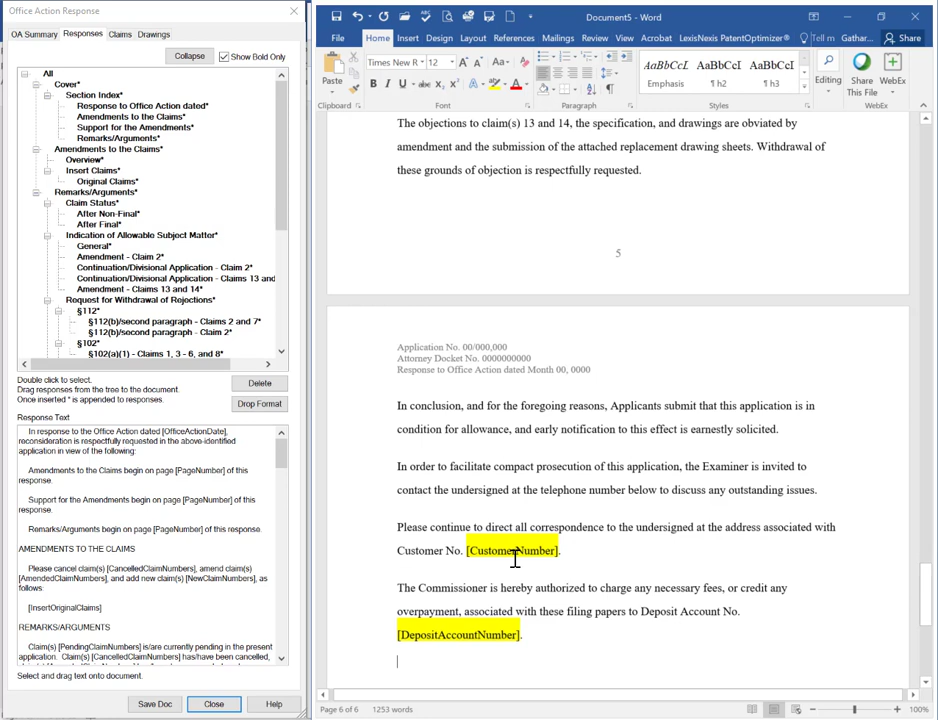 Office Action Response
OA Summary Responses Claims Drawings
Collapse Show Bold Only
All
Cover*
Section Index*
Response to Office Action dated*
Amendments to the Claims*
Support for the Amendments*
Remarks/Arguments*
Amendments to the Claims*
Overview*
Insert Claims*
Original Claims*
Remarks/Arguments*
Claim Status*
After Non-Final*
After Final*
Indication of Allowable Subject Matter*
General*
Amendment - Claim 2*
Continuation/Divisional Application - Claim 2*
Continuation/Divisional Application - Claims 13 and
Amendment - Claims 13 and 14*
Request for Withdrawal of Rejections*
§112*
§112(b)/second paragraph - Claims 2 and 7*
§112(b)/second paragraph - Claim 2*
§102*
§102(a)(1) - Claims 1, 3 - 6, and 8*
Double click to select.
Drag responses from the tree to the document.
Once inserted * is appended to responses.
Delete
Drop Format
Response Text
In response to the Office Action dated [OfficeActionDate],
reconsideration is respectfully requested in the above-identified
application in view of the following:
Amendments to the Claims begin on page [PageNumber] of this
response.
Support for the Amendments begin on page [PageNumber] of this
response.
Remarks/Arguments begin on page [PageNumber] of this response.
AMENDMENTS TO THE CLAIMS
Please cancel claim(s) [CancelledClaimNumbers], amend claim(s)
[AmendedClaimNumbers], and add new claim(s) [NewClaimNumbers], as
follows:
[InsertOriginalClaims]
REMARKS/ARGUMENTS
Claim(s) [PendingClaimNumbers] is/are currently pending in the present
application. Claim(s) [CancelledClaimNumbers] has/have been cancelled,
Select and drag text onto document.
Save Doc Close Help
Document5 - Word
File Home Insert Design Layout References Mailings Review View Acrobat LexisNexis PatentOptimizer® Tell m Gathar... Share
Paste
Times New R 12
AaBbCcI AaBbCcI AaBbCcI
Emphasis ¶ h2 ¶ h3
Editing
Share This File
WebEx
Clipboard Font Paragraph Styles WebEx
The objections to claim(s) 13 and 14, the specification, and drawings are obviated by
amendment and the submission of the attached replacement drawing sheets. Withdrawal of
these grounds of objection is respectfully requested.
5
Application No. 00/000,000
Attorney Docket No. 0000000000
Response to Office Action dated Month 00, 0000
In conclusion, and for the foregoing reasons, Applicants submit that this application is in
condition for allowance, and early notification to this effect is earnestly solicited.
In order to facilitate compact prosecution of this application, the Examiner is invited to
contact the undersigned at the telephone number below to discuss any outstanding issues.
Please continue to direct all correspondence to the undersigned at the address associated with
Customer No. [CustomerNumber].
The Commissioner is hereby authorized to charge any necessary fees, or credit any
overpayment, associated with these filing papers to Deposit Account No.
[DepositAccountNumber].
Page 6 of 6 1253 words
100%